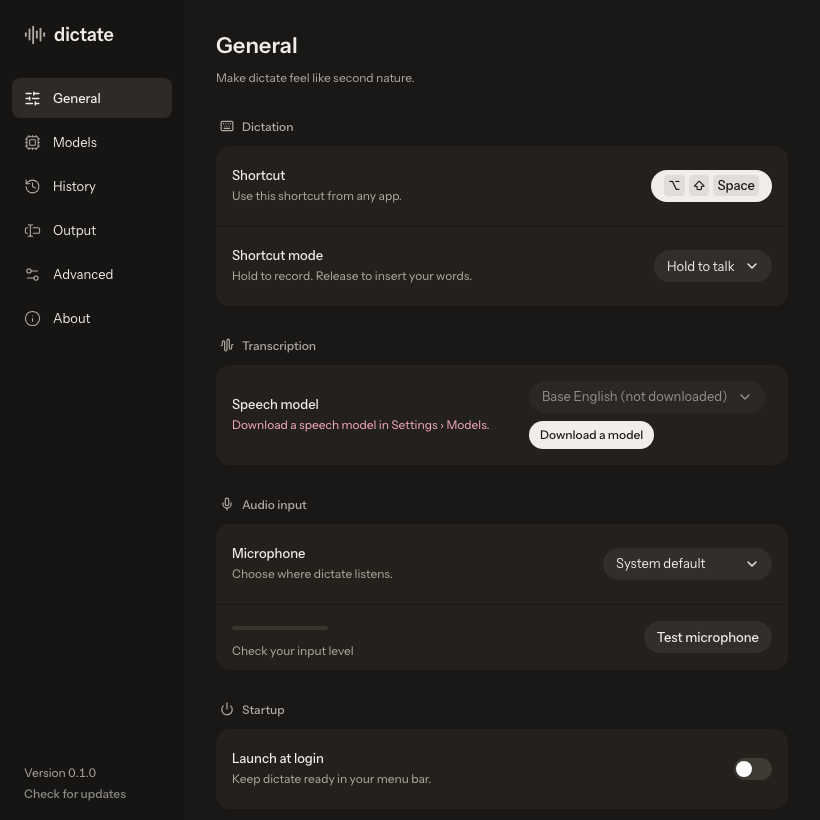 dictate
General
Models
History
Output
Advanced
About
Version 0.1.0
Check for updates
General
Make dictate feel like second nature.
Dictation
Shortcut
Use this shortcut from any app.
⌥ ⇧ Space
Shortcut mode
Hold to record. Release to insert your words.
Hold to talk
Transcription
Speech model
Download a speech model in Settings › Models.
Base English (not downloaded)
Download a model
Audio input
Microphone
Choose where dictate listens.
System default
Check your input level
Test microphone
Startup
Launch at login
Keep dictate ready in your menu bar.